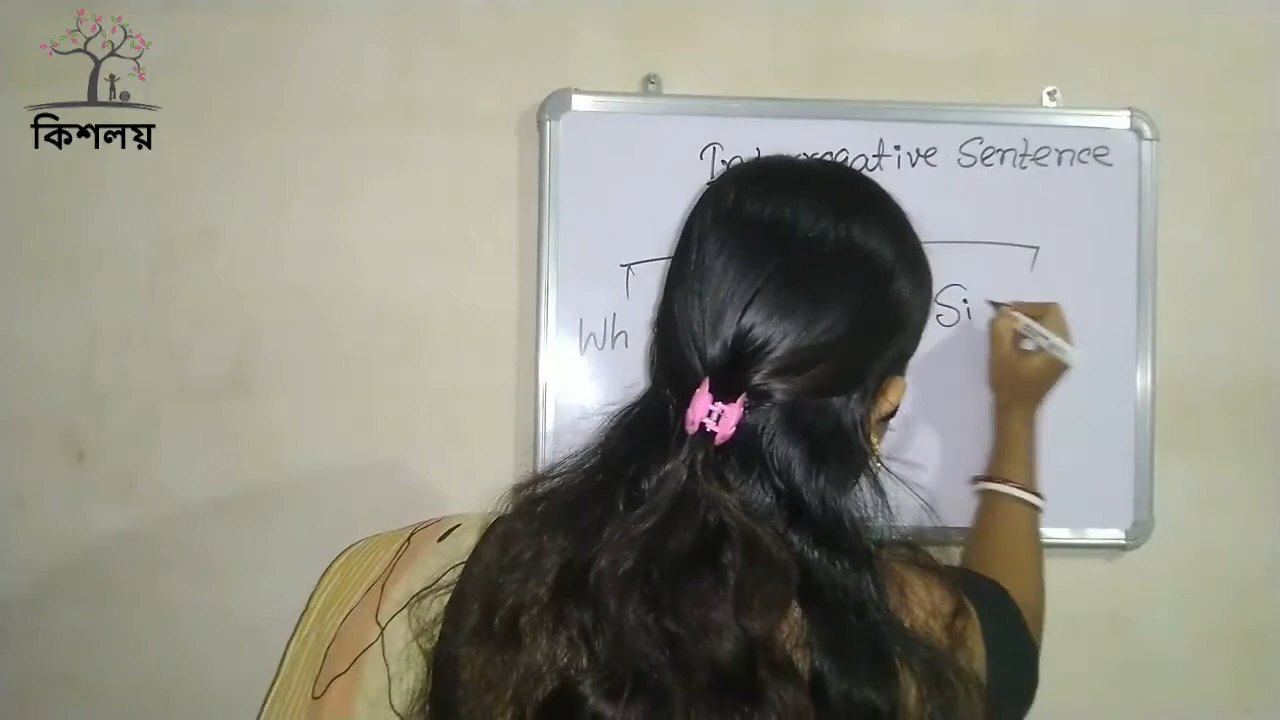 কিশলয়
Interrogative Sentence
Wh
Si